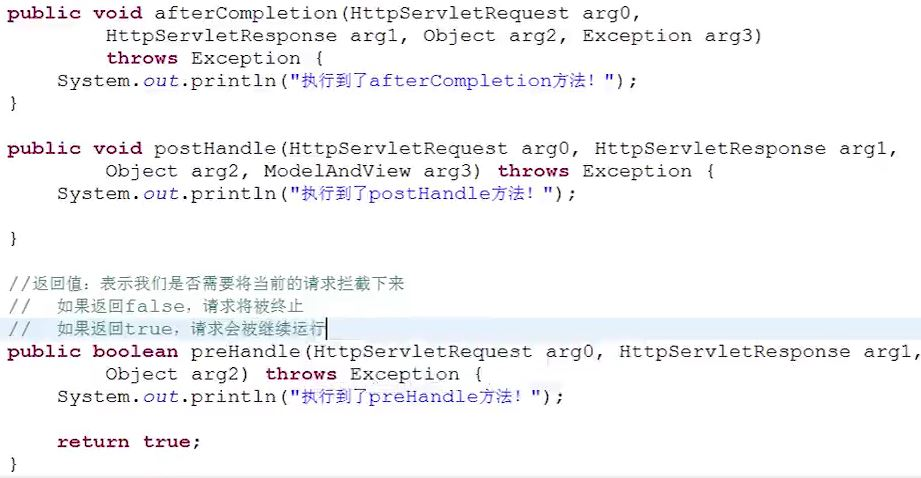 public void afterCompletion(HttpServletRequest arg0,
HttpServletResponse arg1, Object arg2, Exception arg3)
throws Exception {
System.out.println("执行到了afterCompletion方法！");
}
public void postHandle(HttpServletRequest arg0, HttpServletResponse arg1,
Object arg2, ModelAndView arg3) throws Exception {
System.out.println("执行到了postHandle方法！");
}
//返回值：表示我们是否需要将当前的请求拦截下来
//  如果返回false，请求将被终止
//  如果返回true，请求会被继续运行
public boolean preHandle(HttpServletRequest arg0, HttpServletResponse arg1,
Object arg2) throws Exception {
System.out.println("执行到了preHandle方法！");
return true;
}